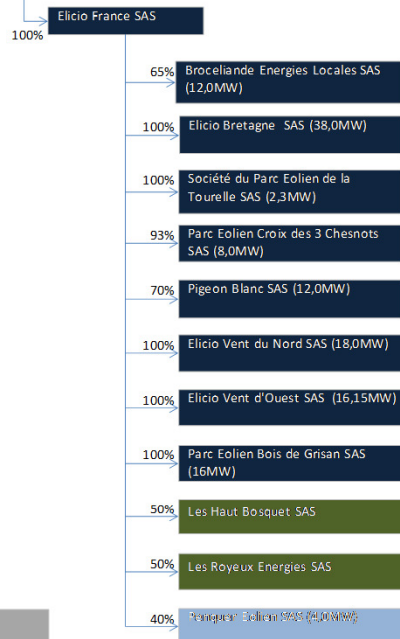 Elicio France SAS
100%
65%
Broceliande Energies Locales SAS
(12,0MW)
100%
Elicio Bretagne SAS (38,0MW)
100%
Société du Parc Eolien de la
Tourelle SAS (2,3MW)
93%
Parc Eolien Croix des 3 Chesnots
SAS (8,0MW)
70%
Pigeon Blanc SAS (12,0MW)
100%
Elicio Vent du Nord SAS (18,0MW)
100%
Elicio Vent d'Ouest SAS (16,15MW)
100%
Parc Eolien Bois de Grisan SAS
(16MW)
50%
Les Haut Bosquet SAS
50%
Les Royeux Energies SAS
40%
Panquer Eolien SAS (4,0MW)